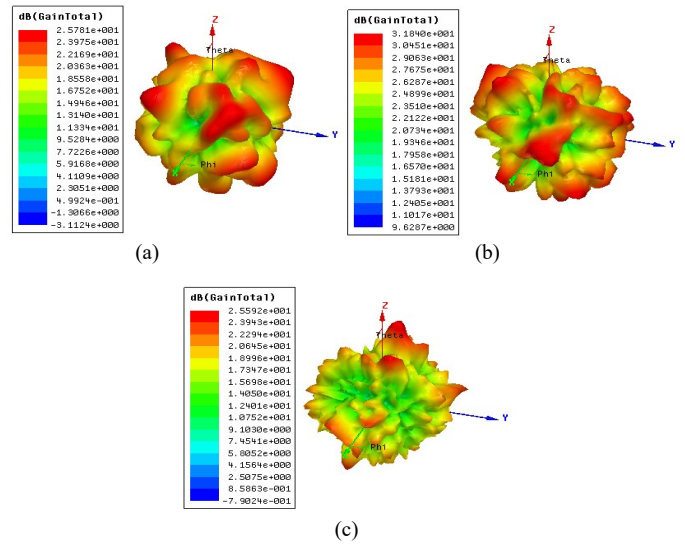 dB(GainTotal)
2.5781e+001
2.3975e+001
2.2169e+001
2.0363e+001
1.8558e+001
1.6752e+001
1.4946e+001
1.3140e+001
1.1334e+001
9.5284e+000
7.7226e+000
5.9168e+000
4.1109e+000
2.3051e+000
4.9924e-001
-1.3066e+000
-3.1124e+000
Z
Theta
Y
Phi
X
(a)
dB(GainTotal)
3.1840e+001
3.0451e+001
2.9063e+001
2.7675e+001
2.6287e+001
2.4899e+001
2.3510e+001
2.2122e+001
2.0734e+001
1.9346e+001
1.7958e+001
1.6570e+001
1.5181e+001
1.3793e+001
1.2405e+001
1.1017e+001
9.6287e+000
Z
Theta
Y
Phi
X
(b)
dB(GainTotal)
2.5592e+001
2.3943e+001
2.2294e+001
2.0645e+001
1.8996e+001
1.7347e+001
1.5698e+001
1.4050e+001
1.2401e+001
1.0752e+001
9.1030e+000
7.4541e+000
5.8052e+000
4.1564e+000
2.5075e+000
8.5863e-001
-7.9024e-001
Z
Theta
Y
Phi
(c)